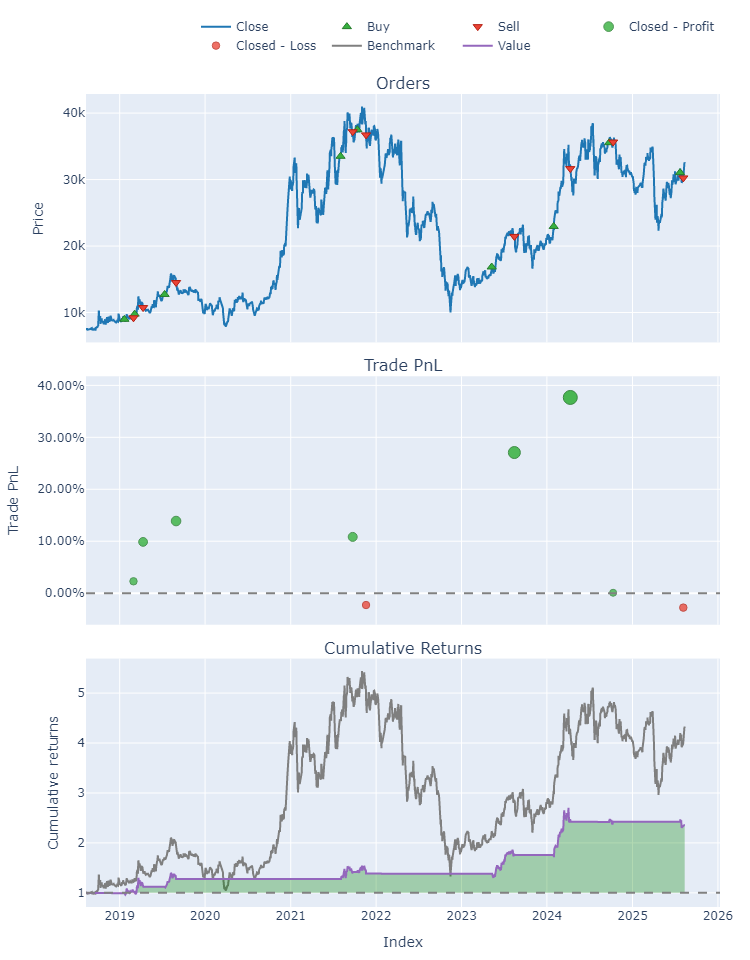 Close Buy Sell Closed - Profit
Closed - Loss Benchmark Value
Orders
40k
30k
20k
10k
Price
Trade PnL
40.00%
30.00%
20.00%
10.00%
0.00%
Trade PnL
Cumulative Returns
5
4
3
2
1
Cumulative returns
2019 2020 2021 2022 2023 2024 2025 2026
Index